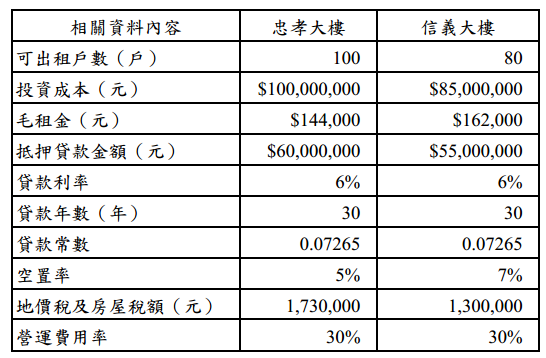 相關資料內容 忠孝大樓 信義大樓
可出租戶數（戶） 100 80
投資成本（元） $100,000,000 $85,000,000
毛租金（元） $144,000 $162,000
抵押貸款金額（元） $60,000,000 $55,000,000
貸款利率 6% 6%
貸款年數（年） 30 30
貸款常數 0.07265 0.07265
空置率 5% 7%
地價稅及房屋稅額（元） 1,730,000 1,300,000
營運費用率 30% 30%